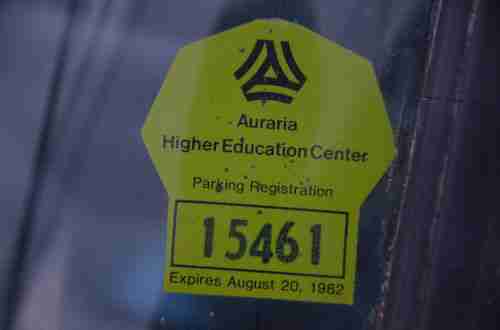 Auraria
Higher Education Center
Parking Registration
15461
Expires August 20, 1982